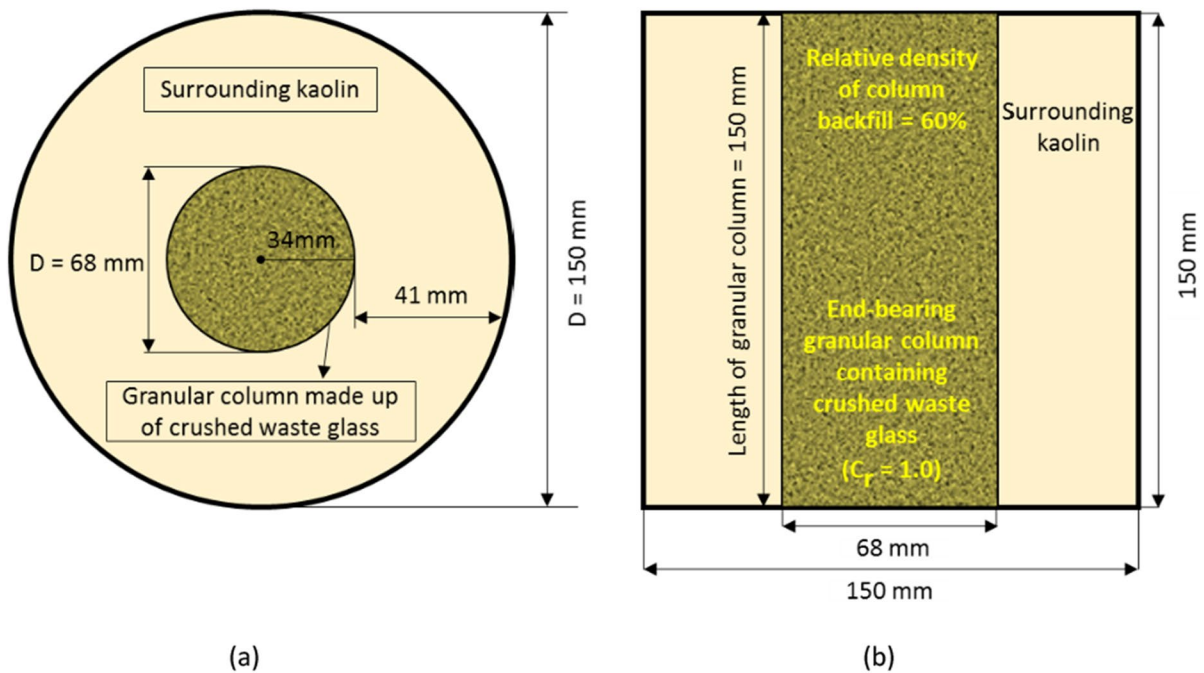 Surrounding kaolin
34mm
D = 68 mm
41 mm
Granular column made up
of crushed waste glass
D = 150 mm
(a)
Length of granular column = 150 mm
Relative density
of column
backfill = 60%
Surrounding
kaolin
End-bearing
granular column
containing
crushed waste
glass
(Cr = 1.0)
150 mm
68 mm
150 mm
(b)